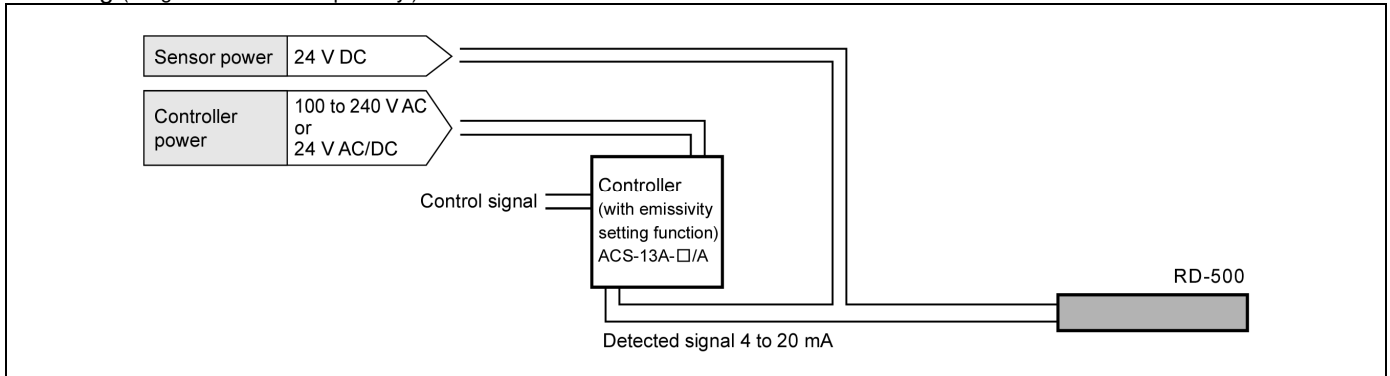 Sensor power
24 V DC
Controller
power
100 to 240 V AC
or
24 V AC/DC
Control signal
Controller
(with emissivity
setting function)
ACS-13A-□/A
RD-500
Detected signal 4 to 20 mA